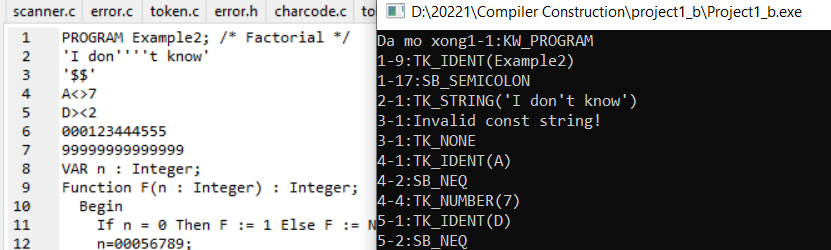 scanner.c error.c token.c error.h charcode.c
1 PROGRAM Example2; /* Factorial */
2 'I don''''t know'
3 '$$'
4 A<>7
5 D><2
6 000123444555
7 99999999999999
8 VAR n : Integer;
9 Function F(n : Integer) : Integer;
10 Begin
11 If n = 0 Then F := 1 Else F := N
12 n=00056789;
D:\20221\Compiler Construction\project1_b\Project1_b.exe
Da mo xong1-1:KW_PROGRAM
1-9:TK_IDENT(Example2)
1-17:SB_SEMICOLON
2-1:TK_STRING('I don't know')
3-1:Invalid const string!
3-1:TK_NONE
4-1:TK_IDENT(A)
4-2:SB_NEQ
4-4:TK_NUMBER(7)
5-1:TK_IDENT(D)
5-2:SB_NEQ